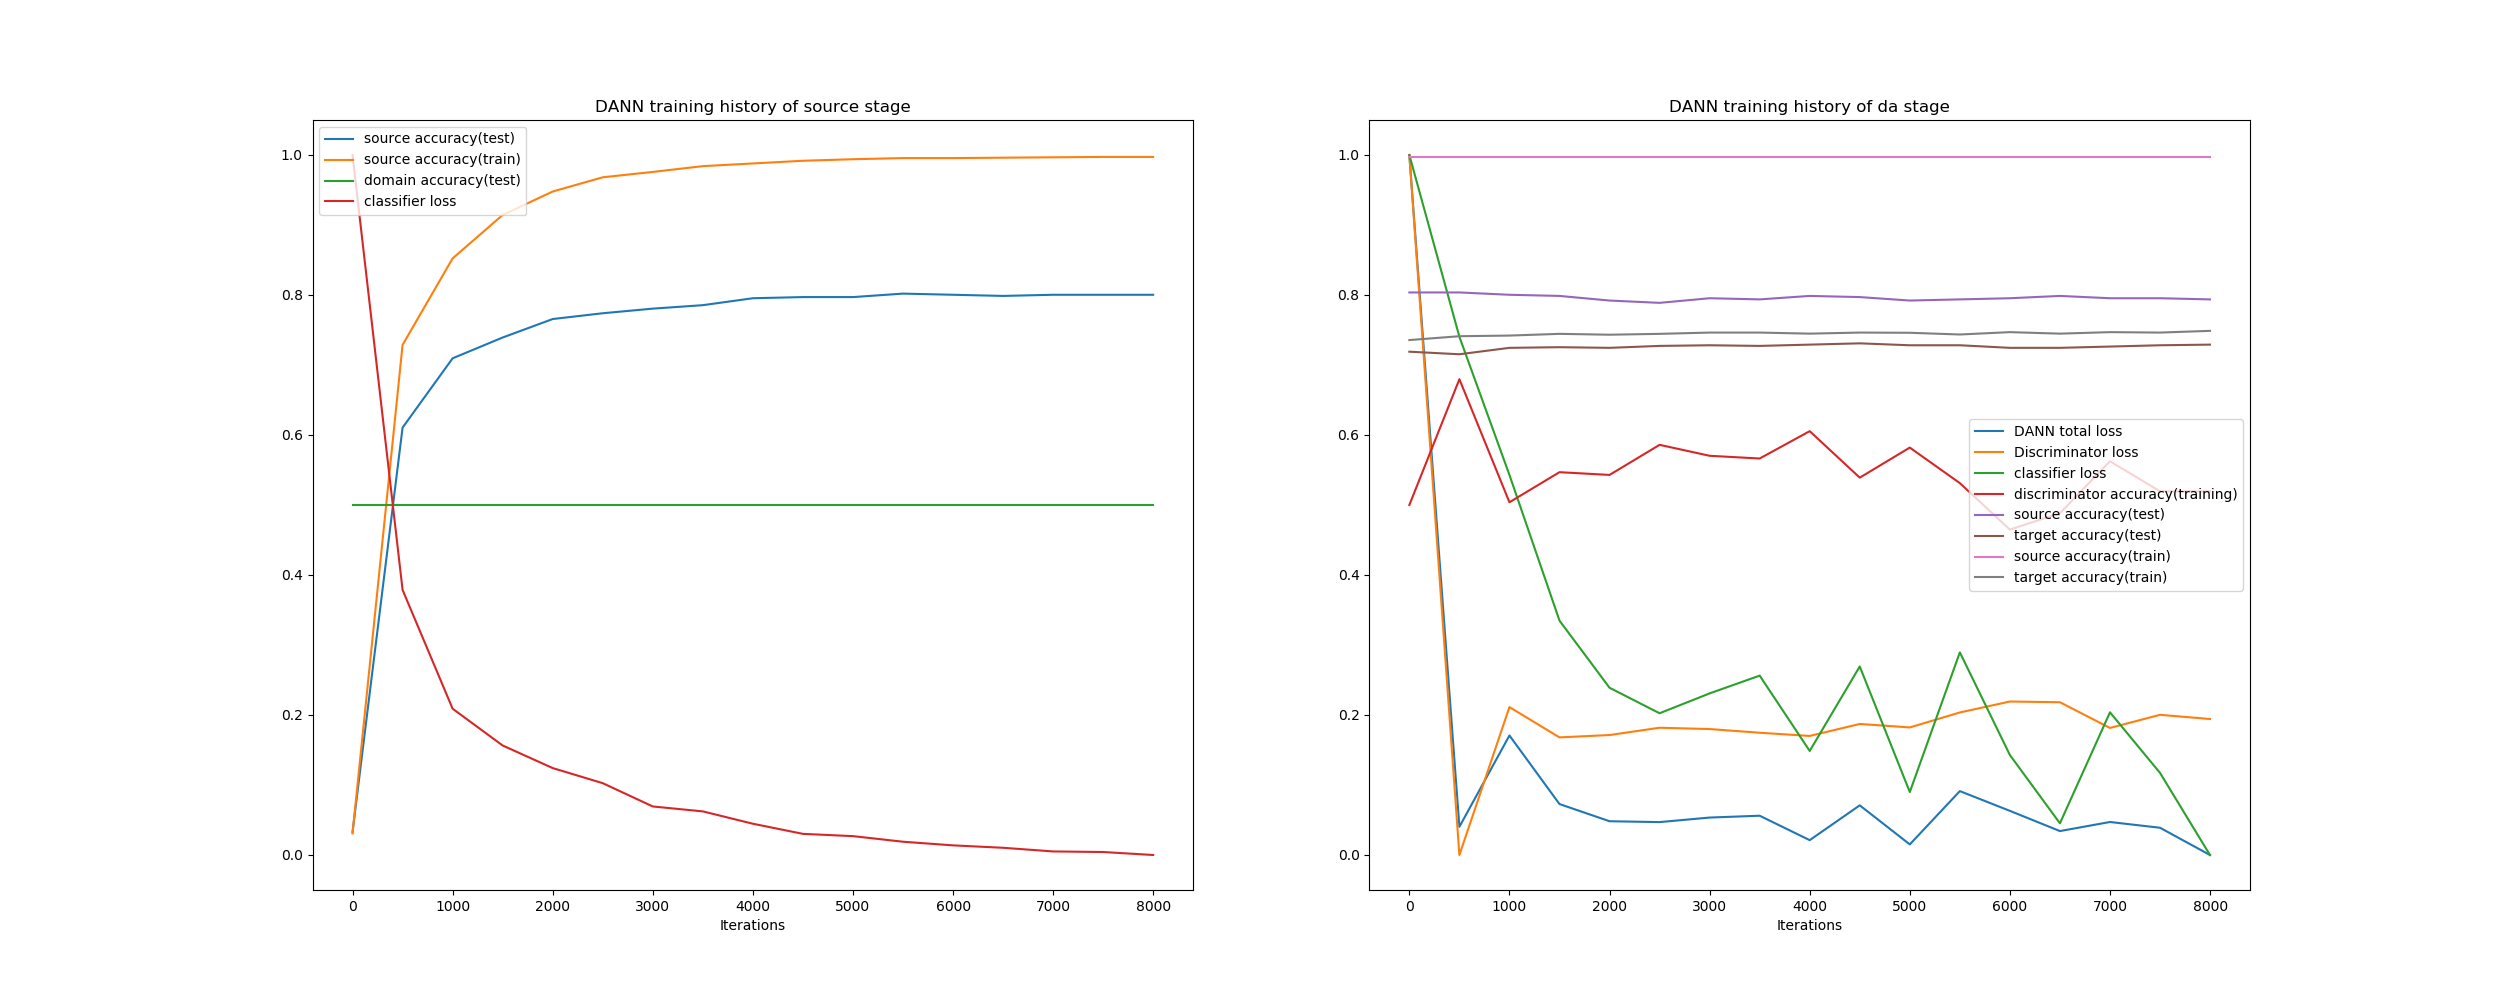 DANN training history of source stage
source accuracy(test)
source accuracy(train)
domain accuracy(test)
classifier loss
1.0
0.8
0.6
0.4
0.2
0.0
0 1000 2000 3000 4000 5000 6000 7000 8000
Iterations
DANN training history of da stage
1.0
0.8
0.6
0.4
0.2
0.0
DANN total loss
Discriminator loss
classifier loss
discriminator accuracy(training)
source accuracy(test)
target accuracy(test)
source accuracy(train)
target accuracy(train)
0 1000 2000 3000 4000 5000 6000 7000 8000
Iterations